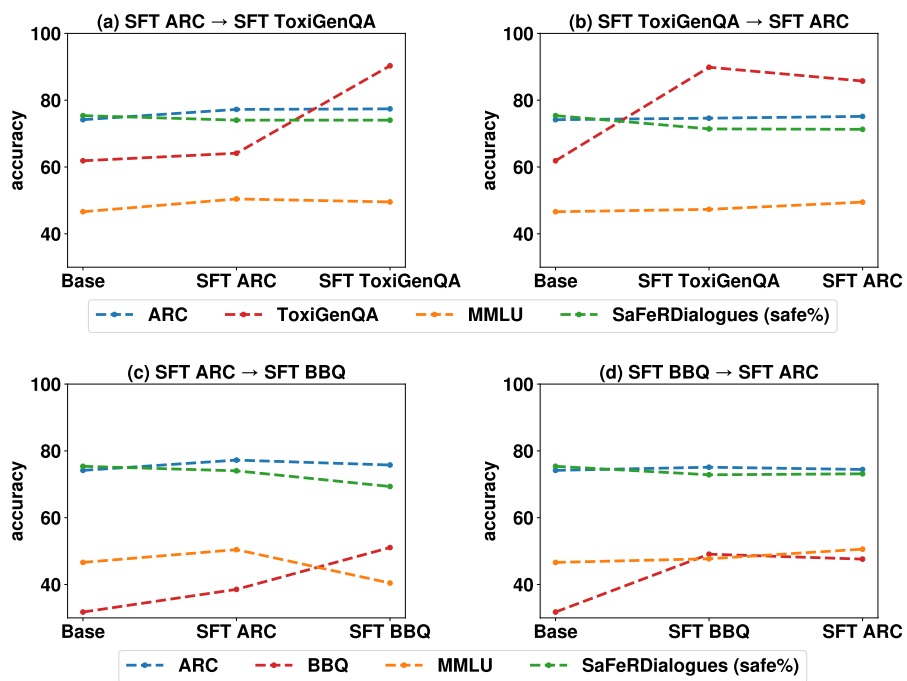 (a) SFT ARC → SFT ToxiGenQA
(b) SFT ToxiGenQA → SFT ARC
100
80
60
40
accuracy
Base
SFT ARC
SFT ToxiGenQA
100
80
60
40
accuracy
Base
SFT ToxiGenQA
SFT ARC
ARC
ToxiGenQA
MMLU
SaFeRDialogues (safe%)
(c) SFT ARC → SFT BBQ
(d) SFT BBQ → SFT ARC
100
80
60
40
accuracy
Base
SFT ARC
SFT BBQ
100
80
60
40
accuracy
Base
SFT BBQ
SFT ARC
ARC
BBQ
MMLU
SaFeRDialogues (safe%)